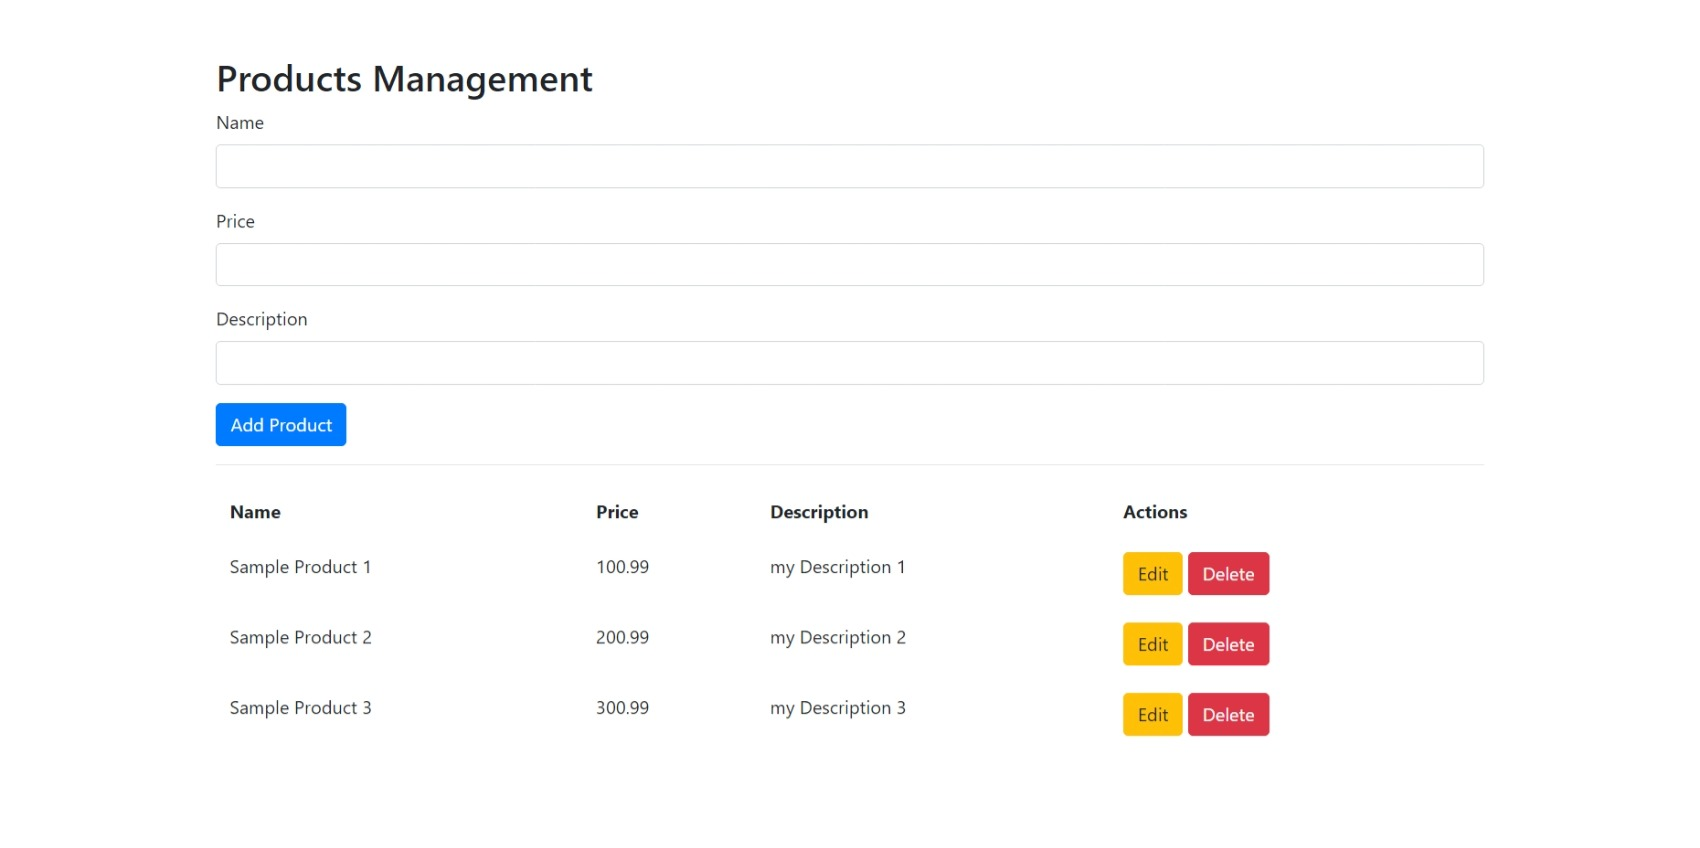 Products Management
Name
Price
Description
Add Product
Name Price Description Actions
Sample Product 1 100.99 my Description 1 Edit Delete
Sample Product 2 200.99 my Description 2 Edit Delete
Sample Product 3 300.99 my Description 3 Edit Delete